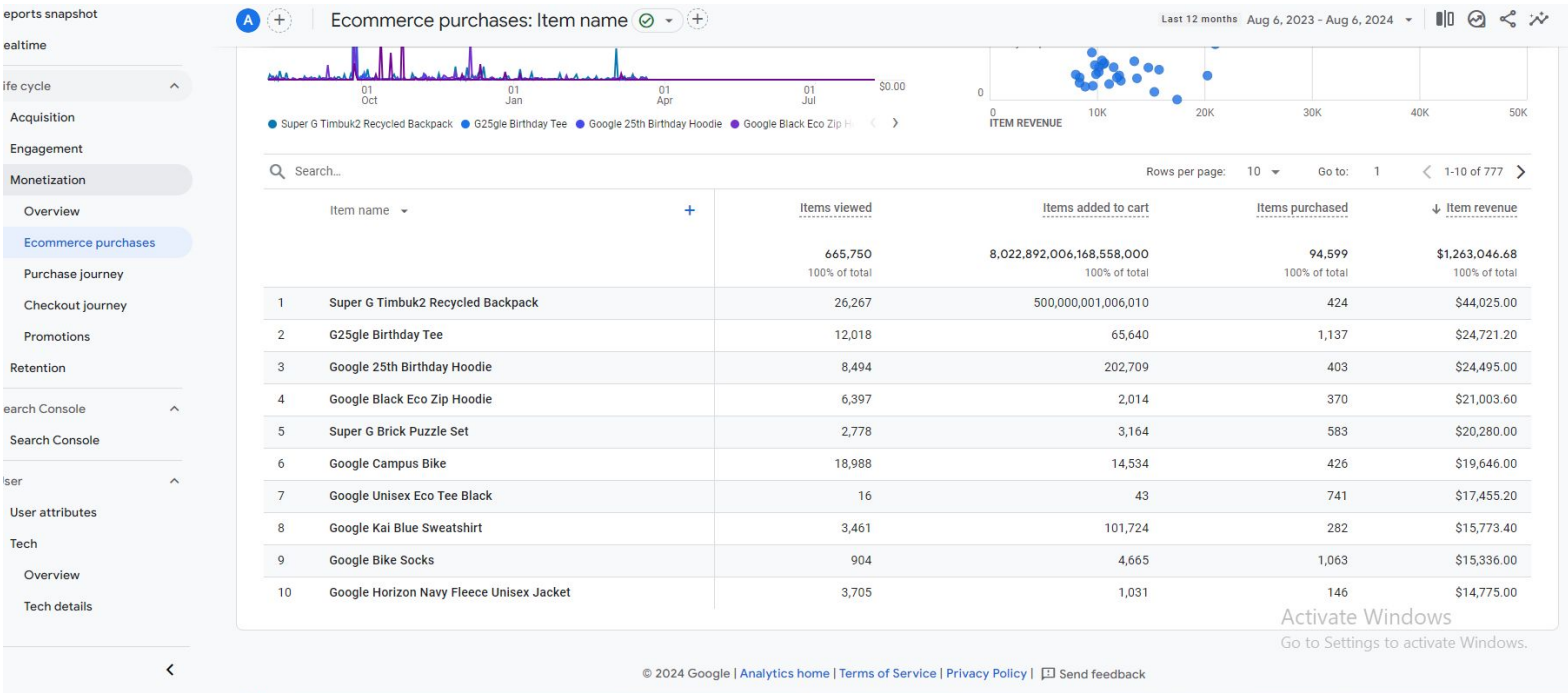 eports snapshot
ealtime
ife cycle
Acquisition
Engagement
Monetization
Overview
Ecommerce purchases
Purchase journey
Checkout journey
Promotions
Retention
earch Console
Search Console
ser
User attributes
Tech
Overview
Tech details
A Ecommerce purchases: Item name
Last 12 months Aug 6, 2023 - Aug 6, 2024
01 Oct 01 Jan 01 Apr 01 Jul $0.00
Super G Timbuk2 Recycled Backpack G25gle Birthday Tee Google 25th Birthday Hoodie Google Black Eco Zip H
0
0 10K 20K 30K 40K 50K
ITEM REVENUE
Search...
Rows per page: 10 Go to: 1 1-10 of 777
Item name + Items viewed Items added to cart Items purchased Item revenue
665,750 8,022,892,006,168,558,000 94,599 $1,263,046.68
100% of total 100% of total 100% of total 100% of total
1 Super G Timbuk2 Recycled Backpack 26,267 500,000,001,006,010 424 $44,025.00
2 G25gle Birthday Tee 12,018 65,640 1,137 $24,721.20
3 Google 25th Birthday Hoodie 8,494 202,709 403 $24,495.00
4 Google Black Eco Zip Hoodie 6,397 2,014 370 $21,003.60
5 Super G Brick Puzzle Set 2,778 3,164 583 $20,280.00
6 Google Campus Bike 18,988 14,534 426 $19,646.00
7 Google Unisex Eco Tee Black 16 43 741 $17,455.20
8 Google Kai Blue Sweatshirt 3,461 101,724 282 $15,773.40
9 Google Bike Socks 904 4,665 1,063 $15,336.00
10 Google Horizon Navy Fleece Unisex Jacket 3,705 1,031 146 $14,775.00
Activate Windows
Go to Settings to activate Windows.
© 2024 Google | Analytics home | Terms of Service | Privacy Policy | Send feedback